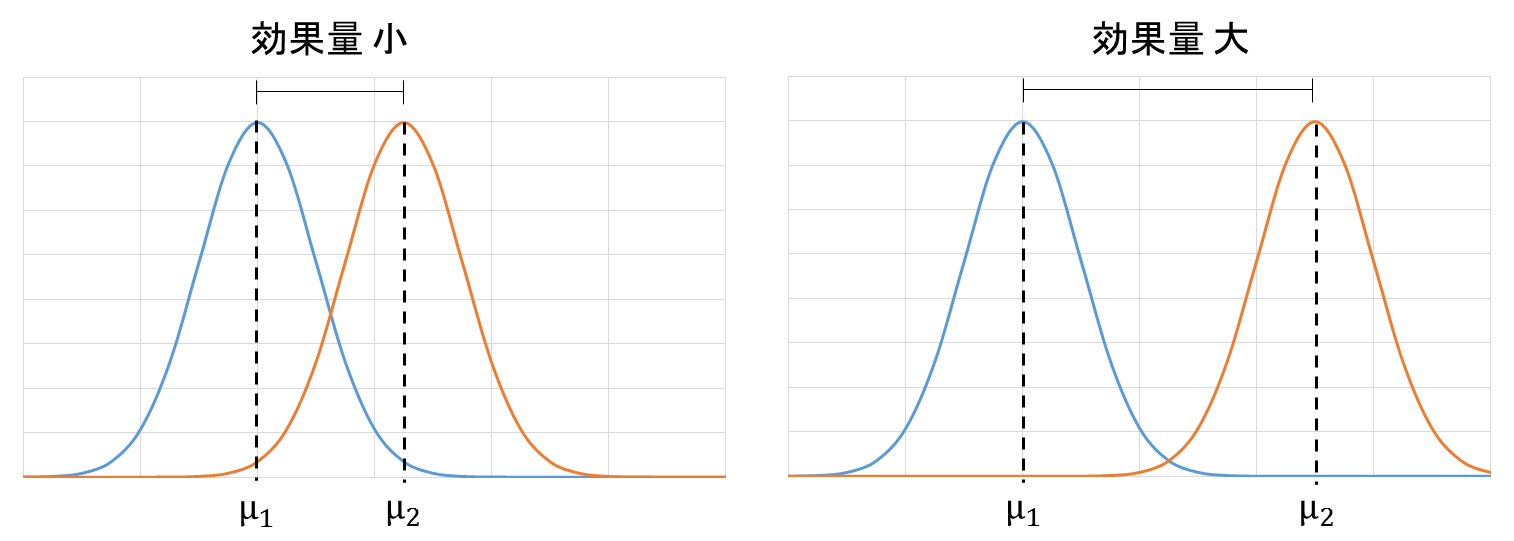 効果量 小
μ1 μ2
効果量 大
μ1 μ2